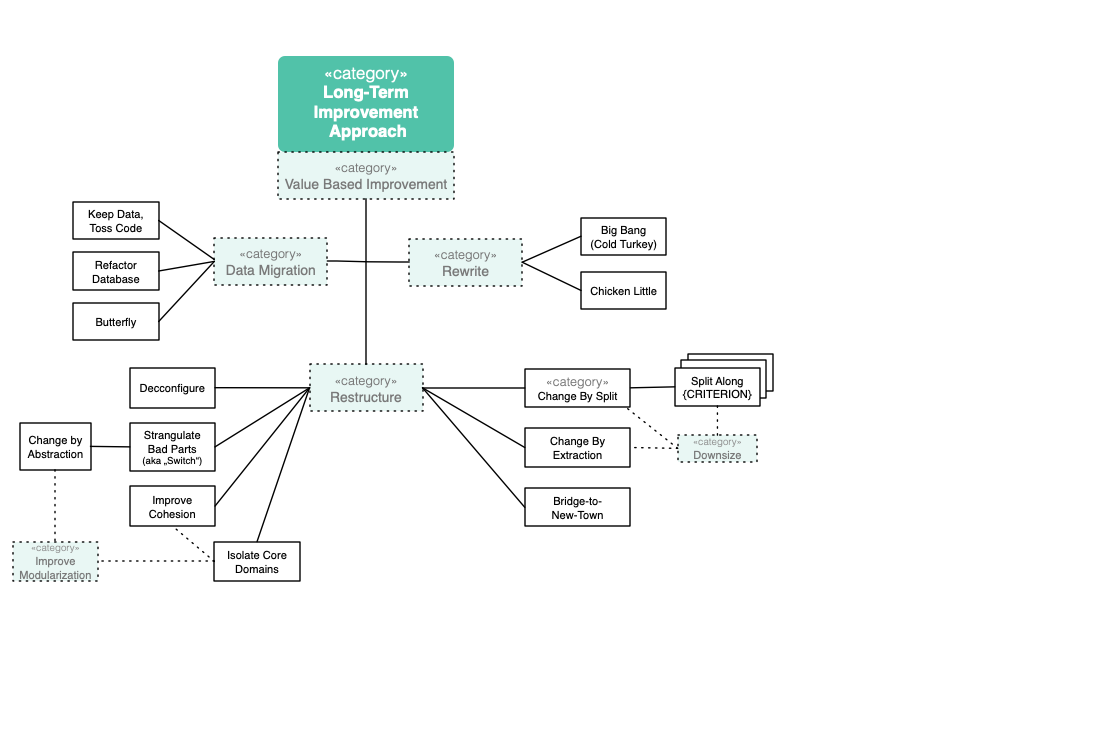 «category»
Long-Term
Improvement
Approach
«category»
Value Based Improvement
Keep Data,
Toss Code
Refactor
Database
Butterfly
«category»
Data Migration
«category»
Rewrite
Big Bang
(Cold Turkey)
Chicken Little
«category»
Restructure
Decconfigure
Strangulate
Bad Parts
(aka „Switch“)
Change by
Abstraction
Improve
Cohesion
Isolate Core
Domains
«category»
Improve
Modularization
«category»
Change By Split
Split Along
{CRITERION}
Change By
Extraction
«category»
Downsize
Bridge-to-
New-Town